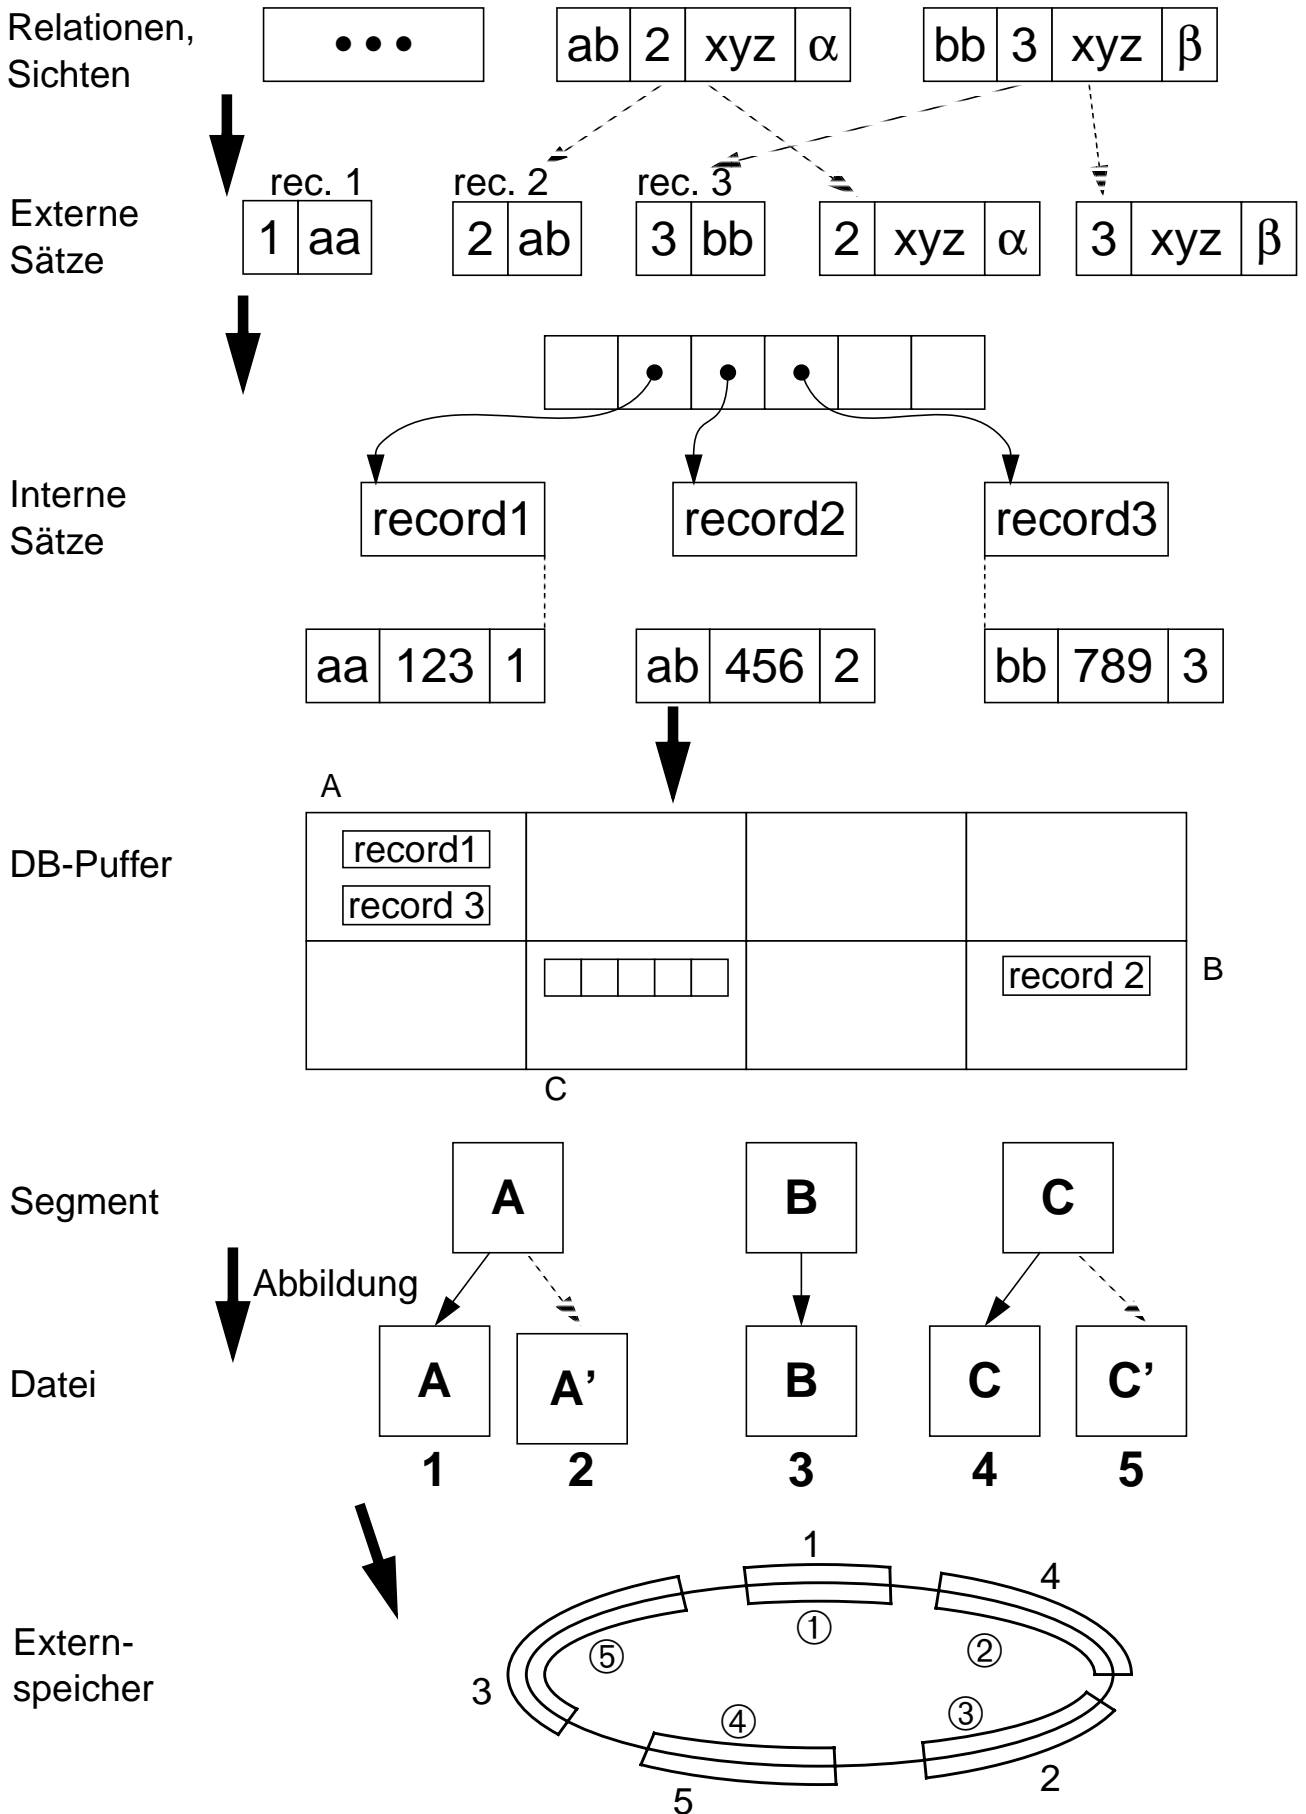 Relationen,
Sichten
• • •
ab 2 xyz α
bb 3 xyz β
rec. 1
rec. 2
rec. 3
Externe
Sätze
1 aa
2 ab
3 bb
2 xyz α
3 xyz β
Interne
Sätze
record1
record2
record3
aa 123 1
ab 456 2
bb 789 3
A
DB-Puffer
record1
record 3
record 2
B
C
Segment
A
B
C
Abbildung
Datei
A
A’
B
C
C’
1
2
3
4
5
Extern-
speicher
1
4
①
⑤
②
3
④
③
5
2